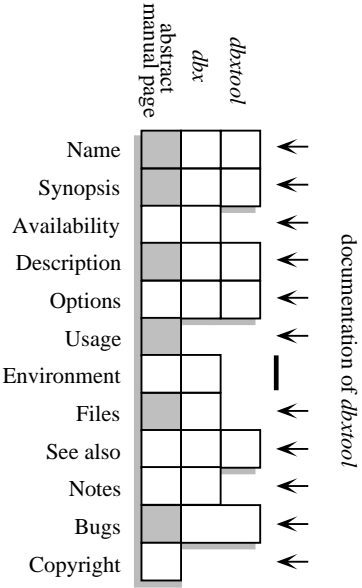 abstract
manual page
dbx
dbxtool
Name
Synopsis
Availability
Description
Options
Usage
Environment
Files
See also
Notes
Bugs
Copyright
documentation of dbxtool